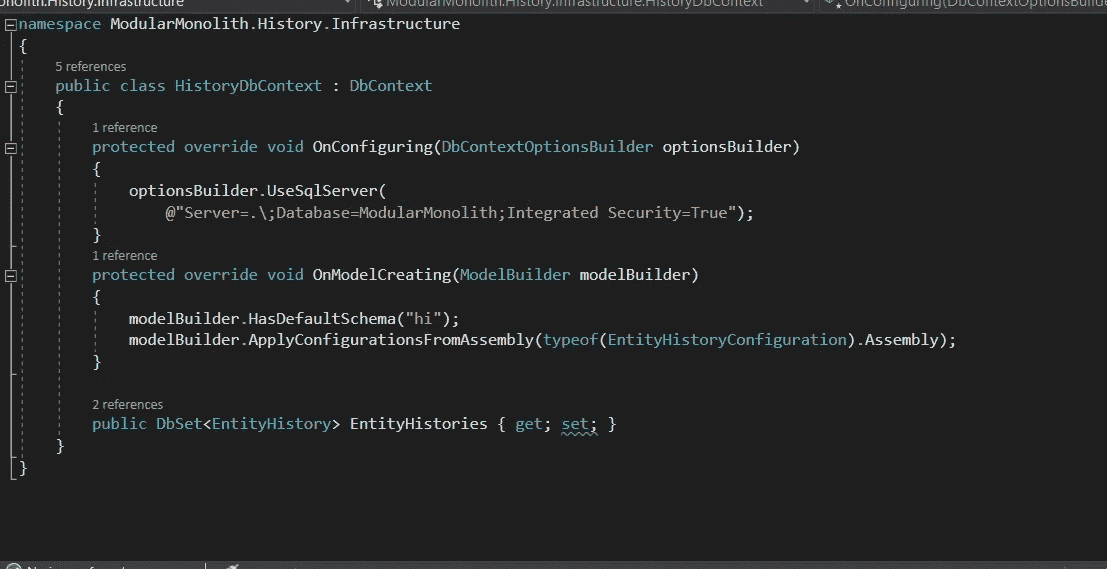 nolith.History.Infrastructure ModularMonolith.History.Infrastructure.HistoryDbContext OnConfiguring(DbContextOptionsBuilde
namespace ModularMonolith.History.Infrastructure
{
5 references
public class HistoryDbContext : DbContext
{
1 reference
protected override void OnConfiguring(DbContextOptionsBuilder optionsBuilder)
{
optionsBuilder.UseSqlServer(
@"Server=.\;Database=ModularMonolith;Integrated Security=True");
}
1 reference
protected override void OnModelCreating(ModelBuilder modelBuilder)
{
modelBuilder.HasDefaultSchema("hi");
modelBuilder.ApplyConfigurationsFromAssembly(typeof(EntityHistoryConfiguration).Assembly);
}
2 references
public DbSet<EntityHistory> EntityHistories { get; set; }
}
}